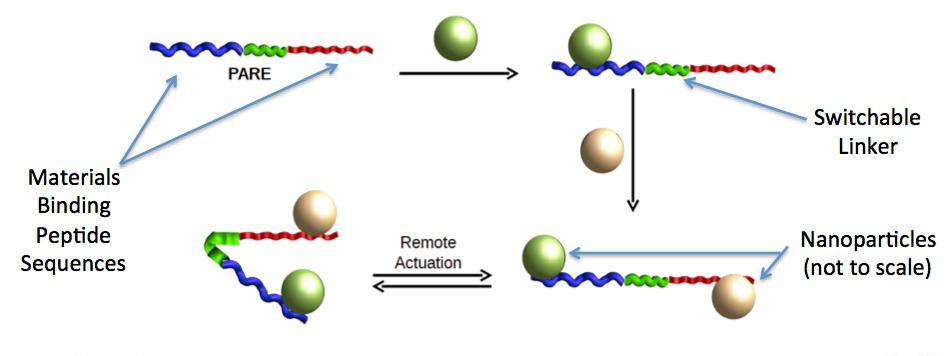 PARE
Switchable
Linker
Materials
Binding
Peptide
Sequences
Remote
Actuation
Nanoparticles
(not to scale)